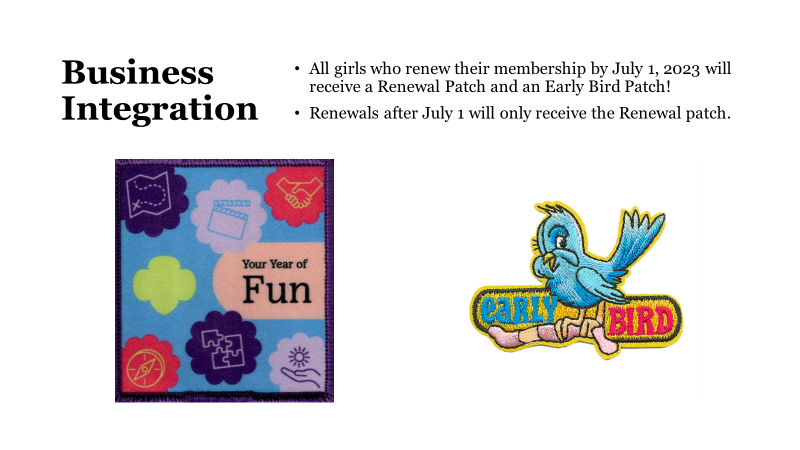 Business
Integration
• All girls who renew their membership by July 1, 2023 will
receive a Renewal Patch and an Early Bird Patch!
• Renewals after July 1 will only receive the Renewal patch.
Your Year of
Fun
eaRLY
BIRD